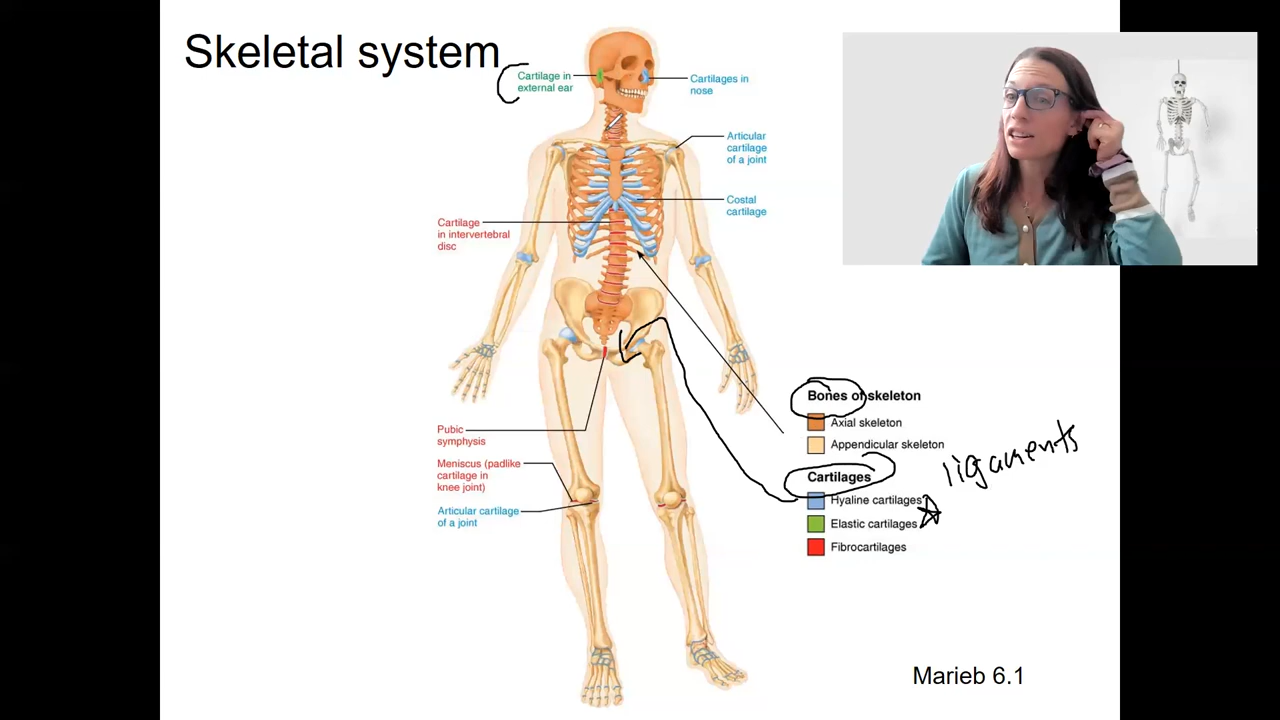 Skeletal system
Cartilage in
external ear
Cartilages in
nose
Articular
cartilage
of a joint
Costal
cartilage
Cartilage
in intervertebral
disc
Pubic
symphysis
Meniscus (padlike
cartilage in
knee joint)
Articular cartilage
of a joint
Bones of skeleton
Axial skeleton
Appendicular skeleton
Cartilages
Hyaline cartilages
Elastic cartilages
Fibrocartilages
ligaments
Marieb 6.1